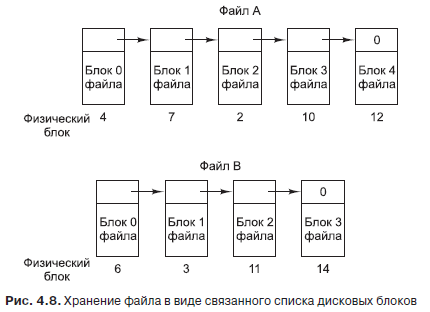 Файл A
0
Блок 0 Блок 1 Блок 2 Блок 3 Блок 4
файла файла файла файла файла
Физический 4 7 2 10 12
блок
Файл B
0
Блок 0 Блок 1 Блок 2 Блок 3
файла файла файла файла
Физический 6 3 11 14
блок
Рис. 4.8. Хранение файла в виде связанного списка дисковых блоков